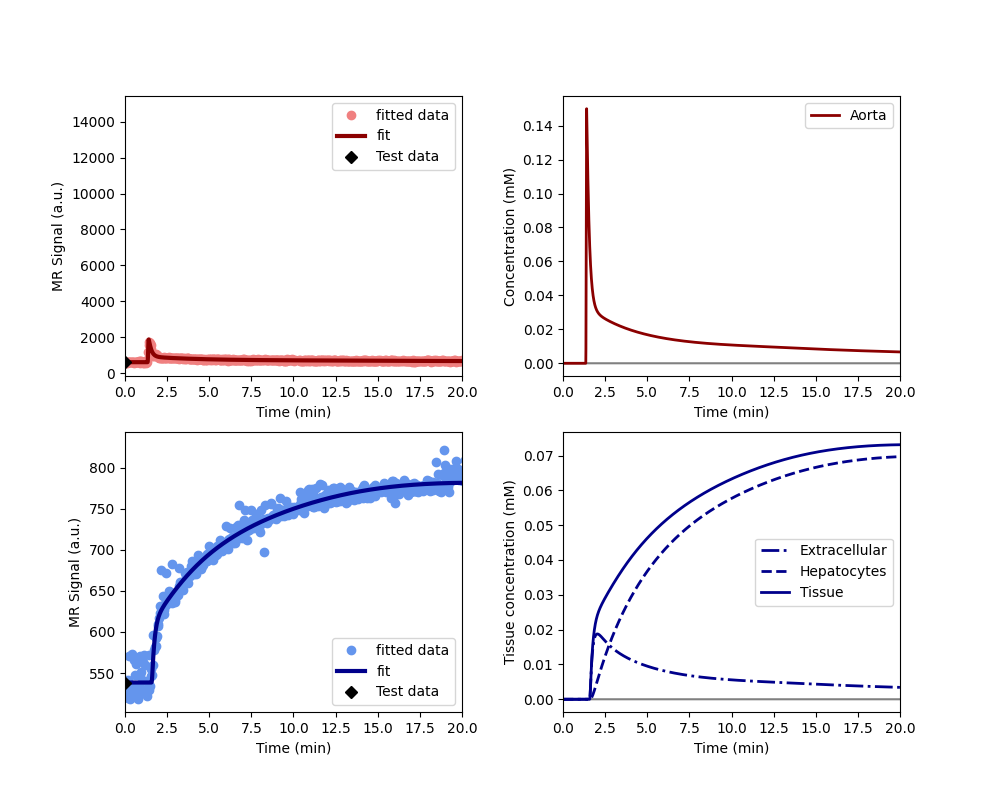 14000
12000
10000
8000
6000
4000
2000
0
MR Signal (a.u.)
fitted data
fit
Test data
0.0 2.5 5.0 7.5 10.0 12.5 15.0 17.5 20.0
Time (min)
0.14
0.12
0.10
0.08
0.06
0.04
0.02
0.00
Concentration (mM)
Aorta
0.0 2.5 5.0 7.5 10.0 12.5 15.0 17.5 20.0
Time (min)
800
750
700
650
600
550
MR Signal (a.u.)
fitted data
fit
Test data
0.0 2.5 5.0 7.5 10.0 12.5 15.0 17.5 20.0
Time (min)
0.07
0.06
0.05
0.04
0.03
0.02
0.01
0.00
Tissue concentration (mM)
Extracellular
Hepatocytes
Tissue
0.0 2.5 5.0 7.5 10.0 12.5 15.0 17.5 20.0
Time (min)